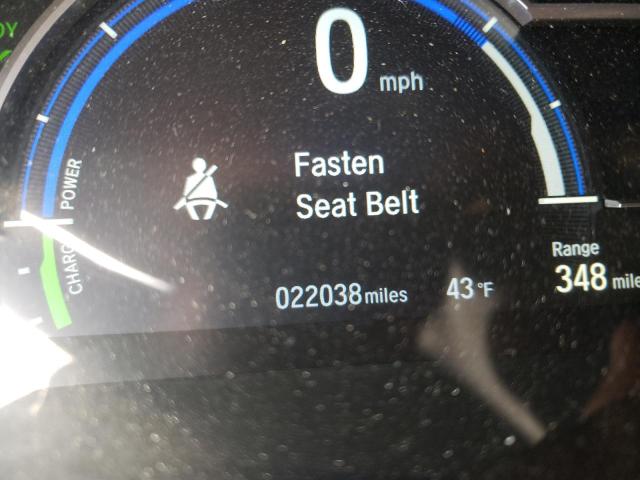 0 mph
POWER
Fasten
Seat Belt
Range
022038 miles 43 °F 348